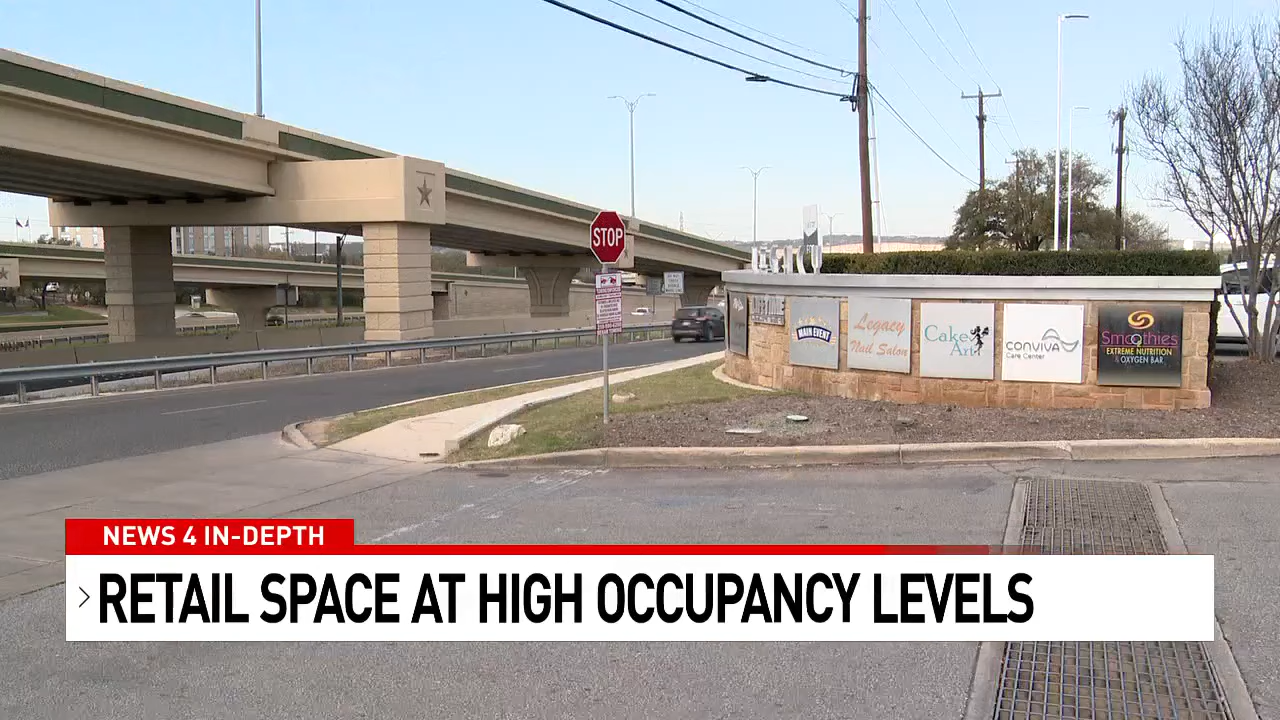 STOP
MAIN EVENT
Legacy
Nail Salon
Cake
Art
CONVIVA
Care Center
Smoothies
EXTREME NUTRITION
& OXYGEN BAR
NEWS 4 IN-DEPTH
RETAIL SPACE AT HIGH OCCUPANCY LEVELS